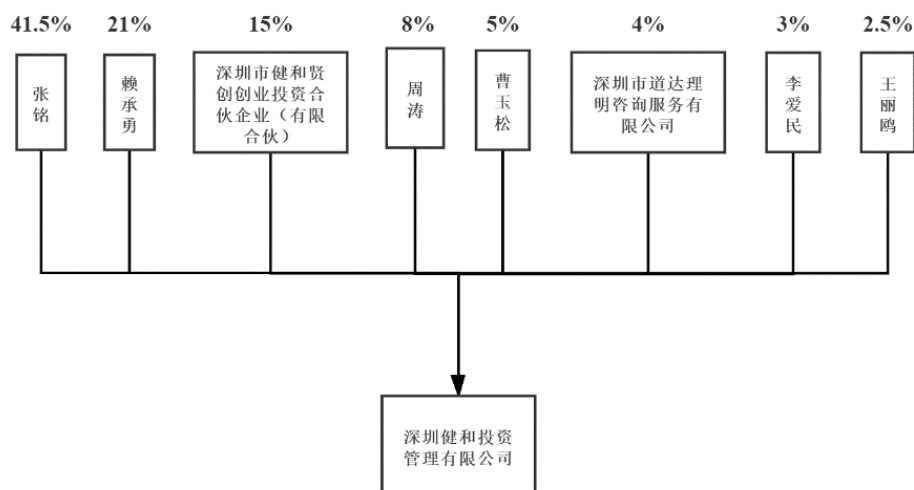 41.5% 21% 15% 8% 5% 4% 3% 2.5%
张铭
赖承勇
深圳市健和贤
创创业投资合
伙企业（有限
合伙）
周涛
曹玉松
深圳市道达理
明咨询服务有
限公司
李爱民
王丽鸥
深圳健和投资
管理有限公司